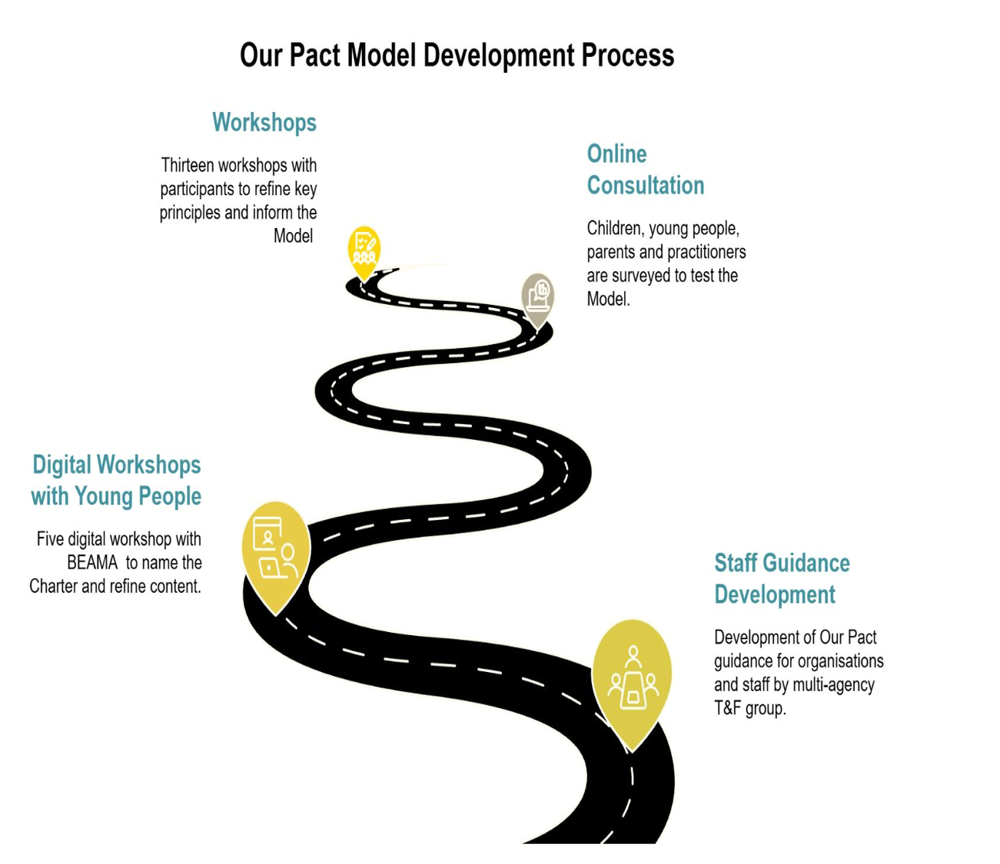 Our Pact Model Development Process
Workshops
Thirteen workshops with
participants to refine key
principles and inform the
Model
Online
Consultation
Children, young people,
parents and practitioners
are surveyed to test the
Model.
Digital Workshops
with Young People
Five digital workshop with
BEAMA to name the
Charter and refine content.
Staff Guidance
Development
Development of Our Pact
guidance for organisations
and staff by multi-agency
T&F group.